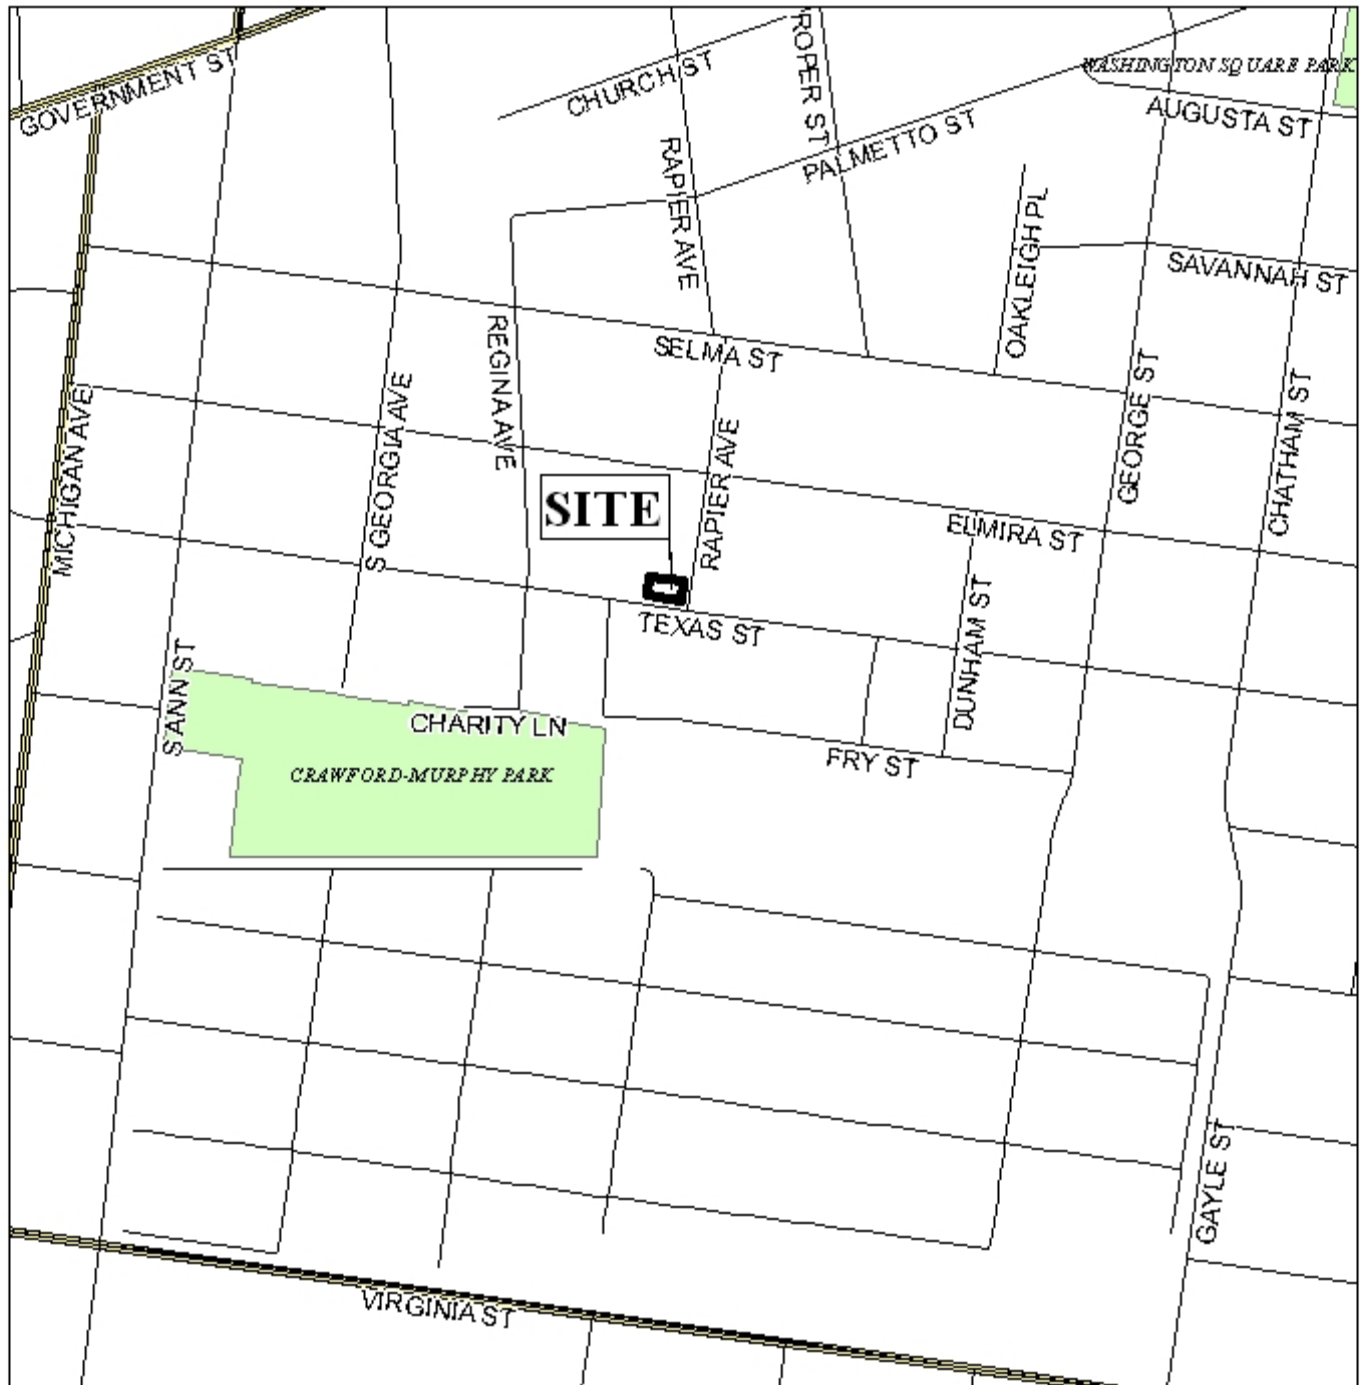 GOVERNMENT ST
CHURCH ST
ROPER ST
WASHINGTON SQUARE PARK
AUGUSTA ST
PALMETTO ST
RAPIER AVE
OAKLEIGH PL
SAVANNAH ST
REGINA AVE
SELMA ST
MICHIGAN AVE
S GEORGIA AVE
GEORGE ST
CHATHAM ST
RAPIER AVE
SITE
ELMIRA ST
TEXAS ST
DUNHAM ST
S ANN ST
CHARITY LN
FRY ST
CRAWFORD-MURPHY PARK
GAYLE ST
VIRGINIA ST